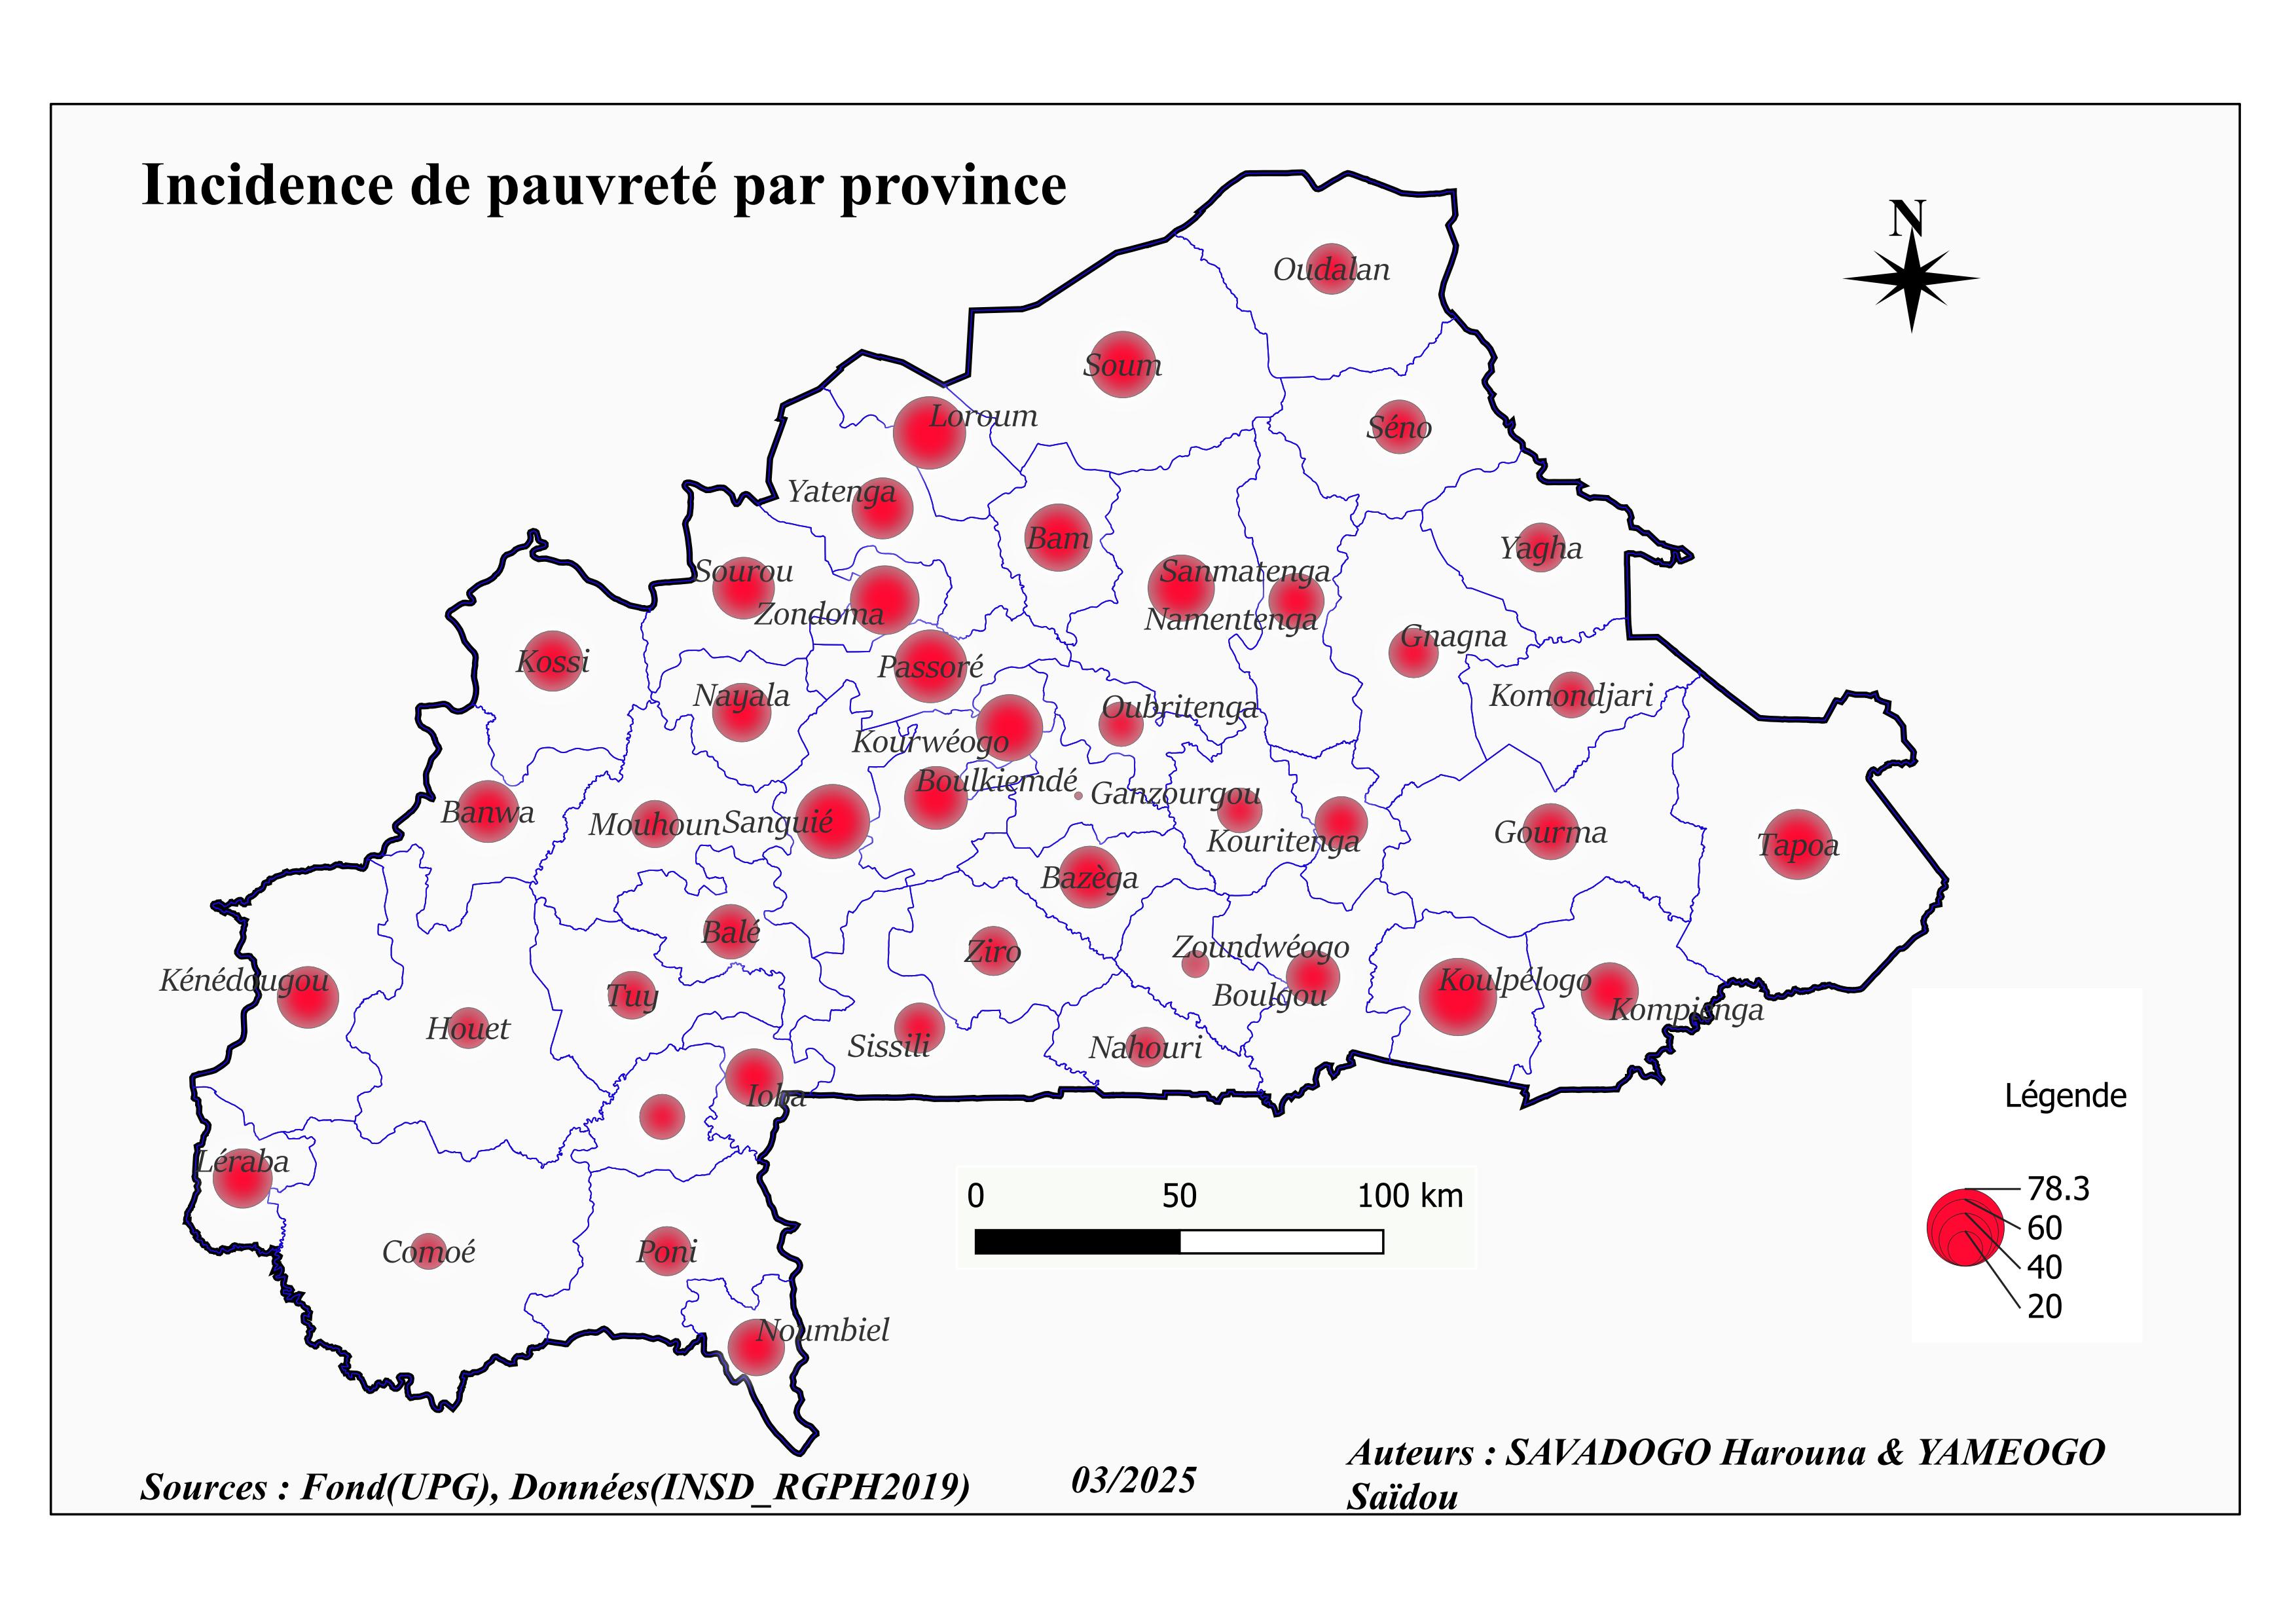 Incidence de pauvreté par province
N
Oudalan
Soum
Loroum
Séno
Yatenga
Bam
Yagha
Sourou
Sanmatenga
Zondoma
Namentenga
Gnagna
Kossi
Passoré
Nayala
Komondjari
Oubritenga
Kourwéogo
Boulkiemdé
Ganzourgou
Banwa
Mouhoun
Sanguié
Kouritenga
Gourma
Tapoa
Bazèga
Balé
Ziro
Zoundwéogo
Kénédougou
Koulpélogo
Tuy
Boulgou
Kompienga
Houet
Sissili
Nahouri
Ioba
Légende
Léraba
78.3
0 50 100 km
60
Comoé
Poni
40
20
Noumbiel
Auteurs : SAVADOGO Harouna & YAMEOGO
Saïdou
Sources : Fond(UPG), Données(INSD_RGPH2019)
03/2025